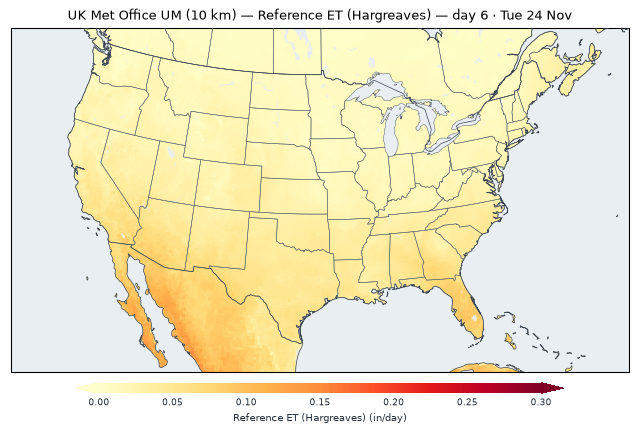 UK Met Office UM (10 km) — Reference ET (Hargreaves) — day 6 · Tue 24 Nov
0.00 0.05 0.10 0.15 0.20 0.25 0.30
Reference ET (Hargreaves) (in/day)